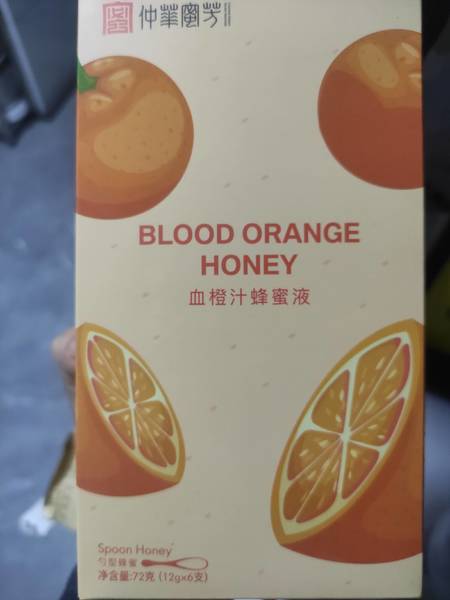 仲華蜜芳
BLOOD ORANGE
HONEY
血橙汁蜂蜜液
Spoon Honey
勺型蜂蜜
净含量:72克 (12g×6支)